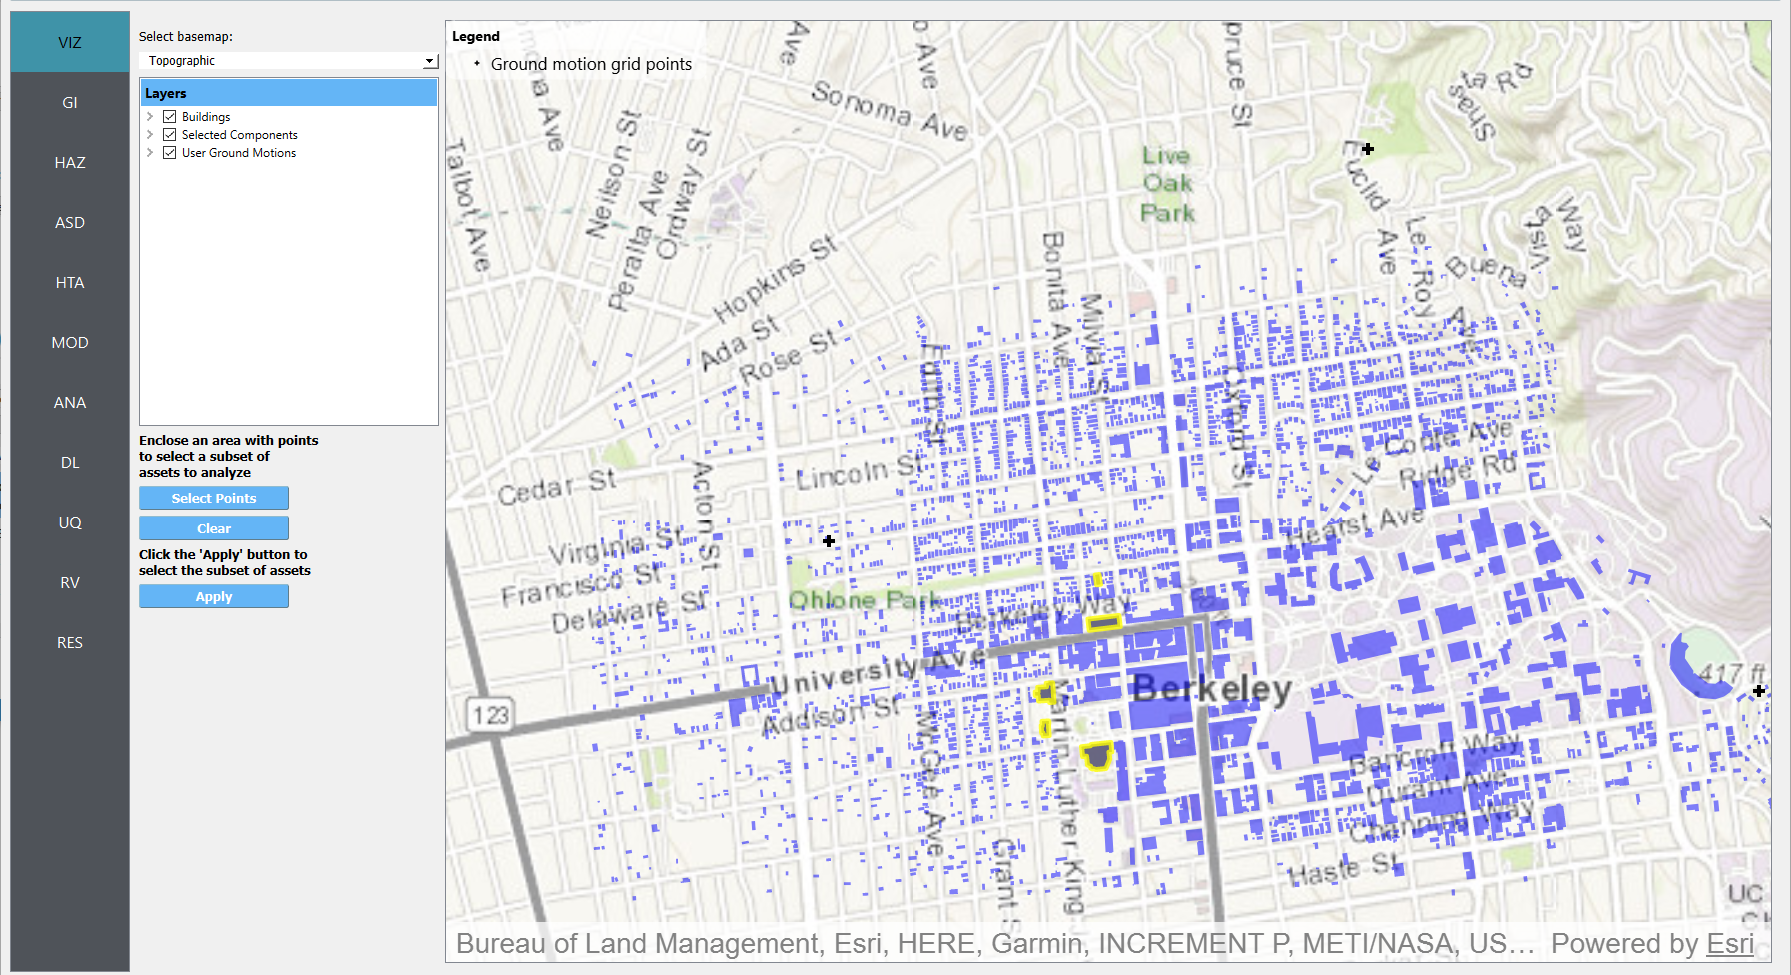 VIZ
GI
HAZ
ASD
HTA
MOD
ANA
DL
UQ
RV
RES
Select basemap:
Topographic
Layers
Buildings
Selected Components
User Ground Motions
Enclose an area with points
to select a subset of
assets to analyze
Select Points
Clear
Click the 'Apply' button to
select the subset of assets
Apply
Legend
Ground motion grid points
Ave
Sonoma Ave
Talbot Ave
Neilson St
Peralta Ave
Ordway St
Hopkins St
Ada St
Rose St
Live
Oak
Park
Bonita Ave
Milvia St
Euclid Ave
Le Roy Ave
Buena
Vista
Way
Shasta Rd
Cedar St
Acton St
Lincoln St
Oxford St
Le Conte Ave
Ridge Rd
Hearst Ave
Virginia St
Francisco St
Delaware St
Ohlone Park
Berkeley Way
University Ave
Addison St
123
Berkeley
417 ft
McGee Ave
Martin Luther King J
Grant S
Bancroft Way
Durant Ave
Channing Way
Haste St
UC
Bureau of Land Management, Esri, HERE, Garmin, INCREMENT P, METI/NASA, US...
Powered by Esri